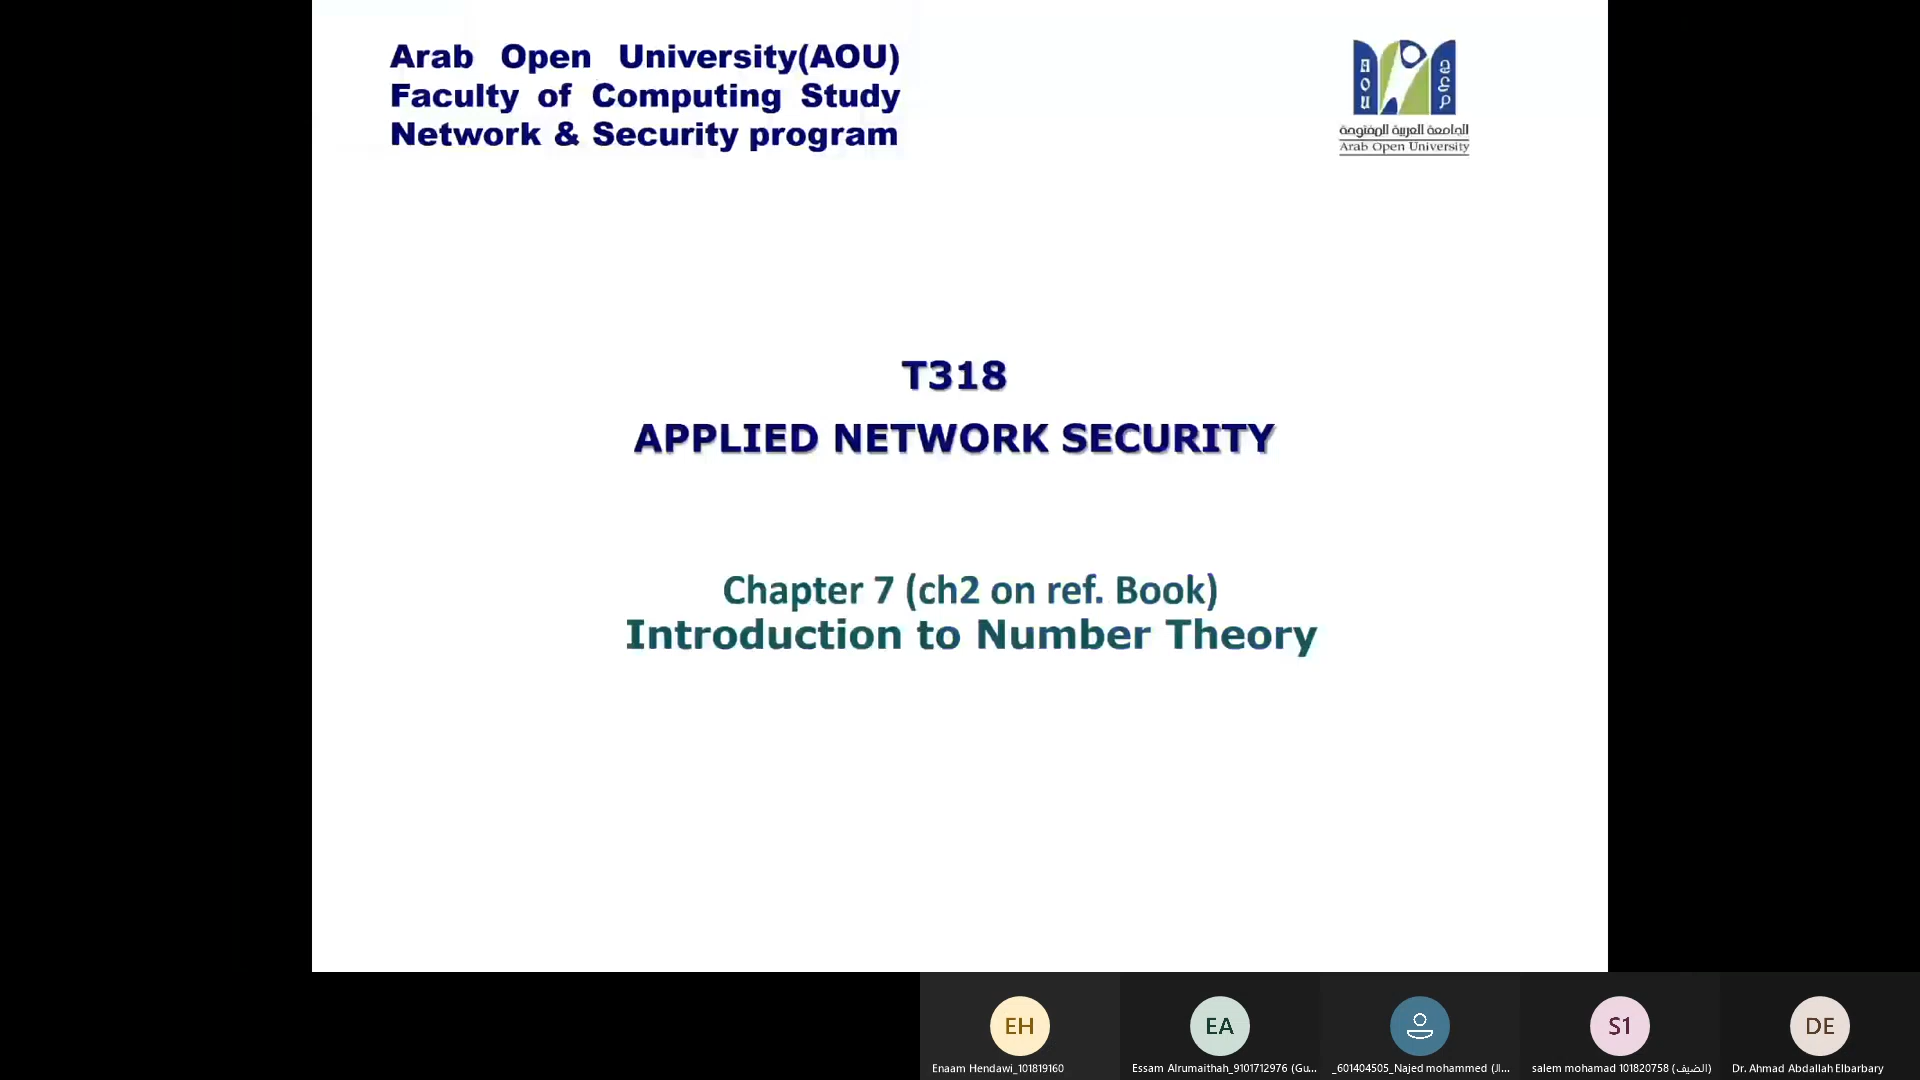 Arab Open University(AOU)
Faculty of Computing Study
Network & Security program
A O U
الجامعة العربية المفتوحة
Arab Open University
T318
APPLIED NETWORK SECURITY
Chapter 7 (ch2 on ref. Book)
Introduction to Number Theory
EH
EA
S1
DE
Enaam Hendawi_101819160
Essam Alrumaithah_9101712976 (Gu...
_601404505_Najed mohammed (ال...
salem mohamad 101820758 (الضيف)
Dr. Ahmad Abdallah Elbarbary